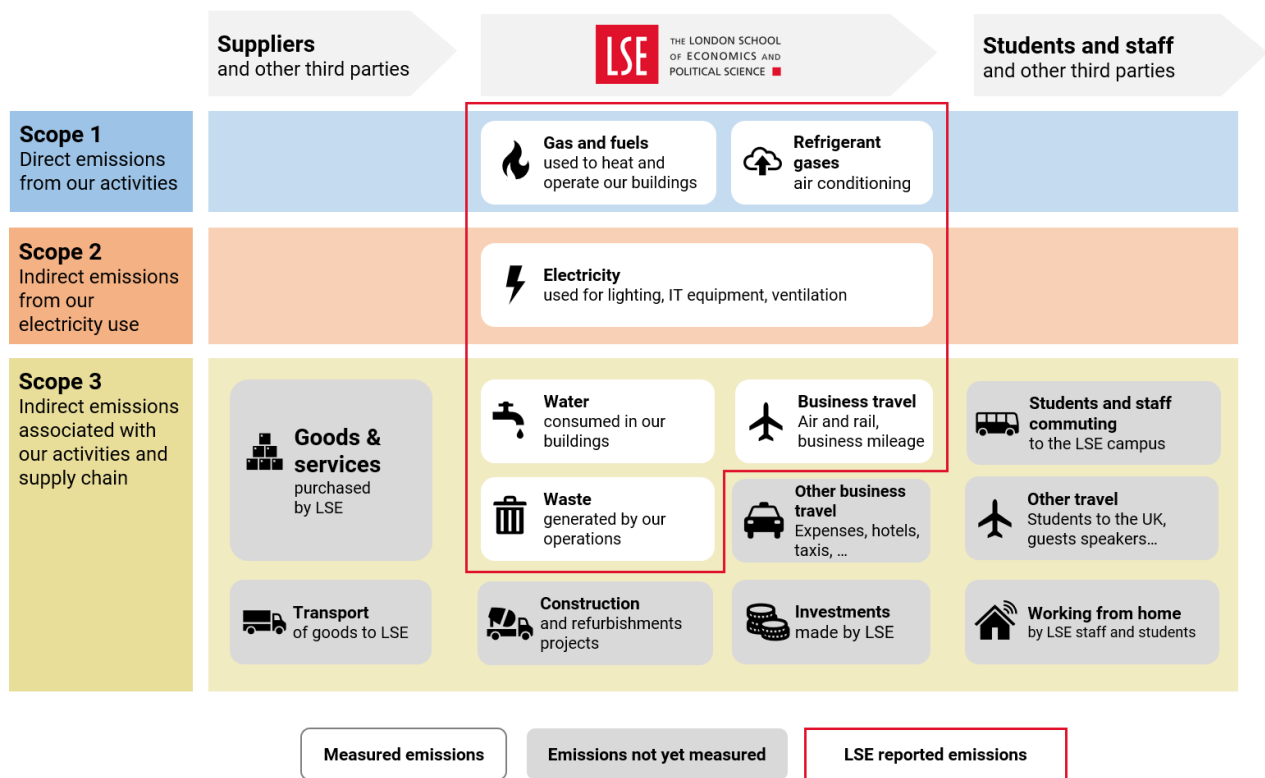 Suppliers
and other third parties
LSE
THE LONDON SCHOOL
OF ECONOMICS AND
POLITICAL SCIENCE
Students and staff
and other third parties
Scope 1
Direct emissions
from our activities
Gas and fuels
used to heat and
operate our buildings
Refrigerant
gases
air conditioning
Scope 2
Indirect emissions
from our
electricity use
Electricity
used for lighting, IT equipment, ventilation
Scope 3
Indirect emissions
associated with
our activities and
supply chain
Goods &
services
purchased
by LSE
Water
consumed in our
buildings
Business travel
Air and rail,
business mileage
Students and staff
commuting
to the LSE campus
Waste
generated by our
operations
Other business
travel
Expenses, hotels,
taxis, ...
Other travel
Students to the UK,
guests speakers...
Transport
of goods to LSE
Construction
and refurbishments
projects
Investments
made by LSE
Working from home
by LSE staff and students
Measured emissions
Emissions not yet measured
LSE reported emissions